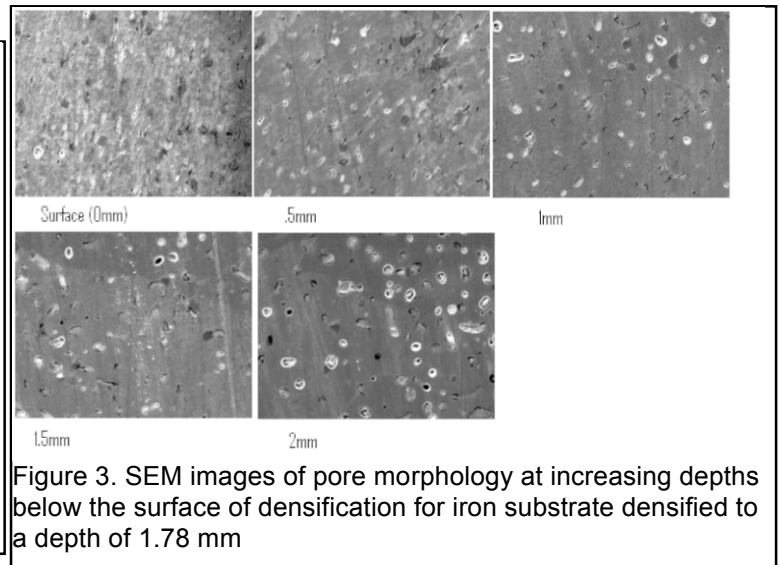 Surface (0mm)
.5mm
1mm
1.5mm
2mm
Figure 3. SEM images of pore morphology at increasing depths
below the surface of densification for iron substrate densified to
a depth of 1.78 mm